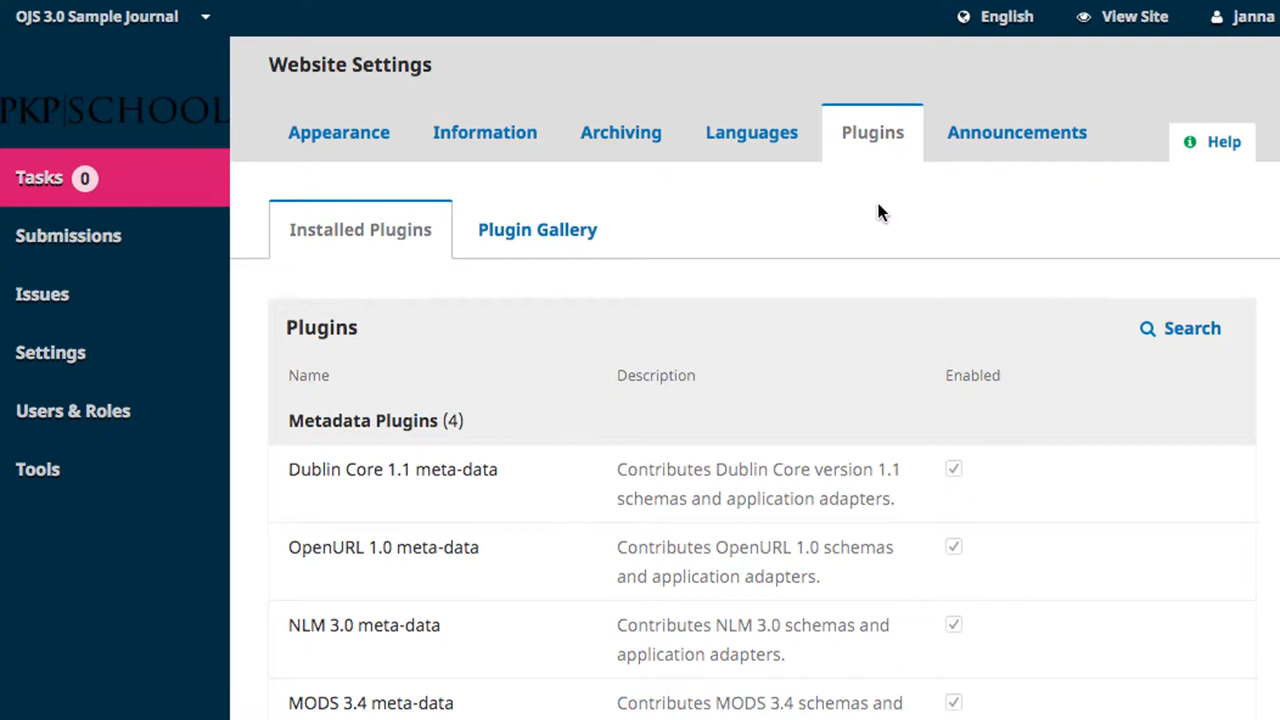 OJS 3.0 Sample Journal
English
View Site
Janna
PKP|SCHOOL
Tasks 0
Submissions
Issues
Settings
Users & Roles
Tools
Website Settings
Appearance
Information
Archiving
Languages
Plugins
Announcements
Help
Installed Plugins
Plugin Gallery
Plugins
Search
Name
Description
Enabled
Metadata Plugins (4)
Dublin Core 1.1 meta-data
Contributes Dublin Core version 1.1
schemas and application adapters.
OpenURL 1.0 meta-data
Contributes OpenURL 1.0 schemas
and application adapters.
NLM 3.0 meta-data
Contributes NLM 3.0 schemas and
application adapters.
MODS 3.4 meta-data
Contributes MODS 3.4 schemas and